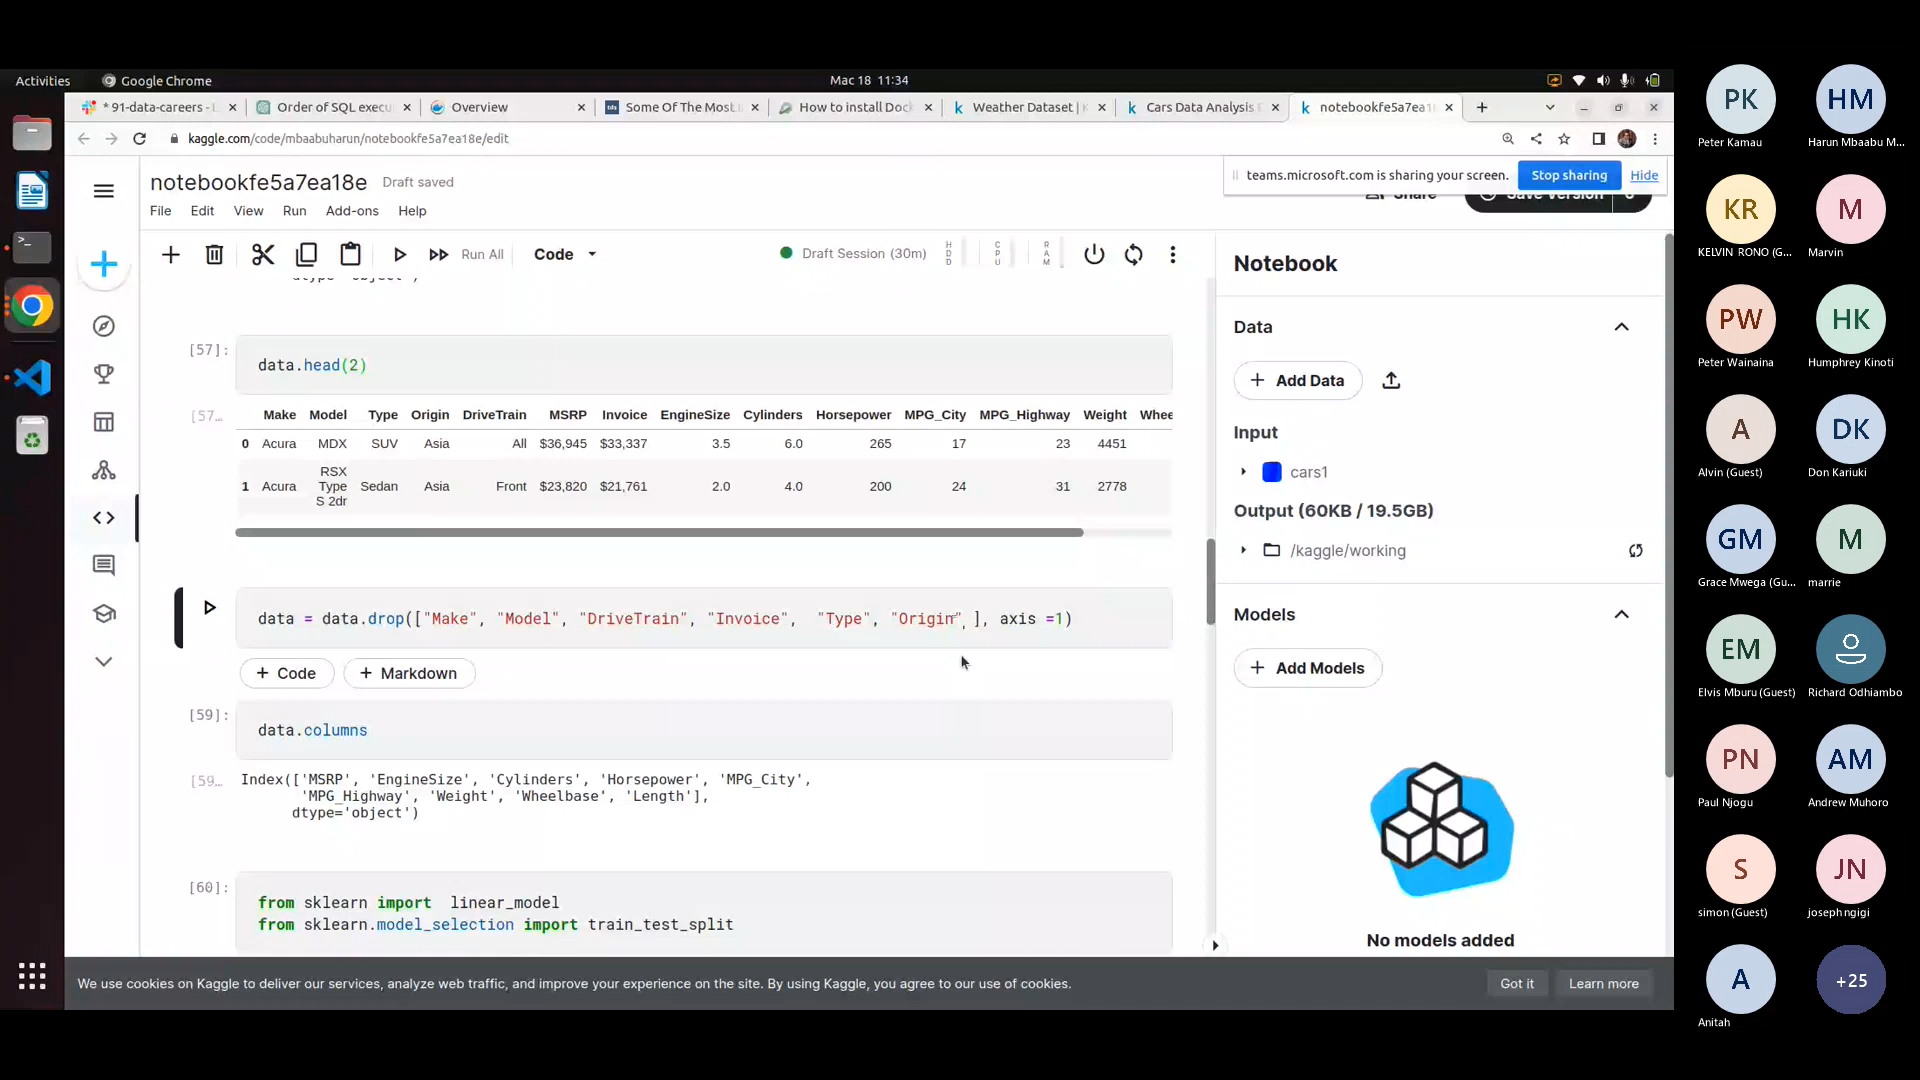 Activities
Google Chrome
Mac 18 11:34
* 91-data-careers -
Order of SQL execu
Overview
Some Of The Most
How to install Doc
Weather Dataset | K
Cars Data Analysis
notebookfe5a7ea1
kaggle.com/code/mbaabuharun/notebookfe5a7ea18e/edit
teams.microsoft.com is sharing your screen.
Stop sharing
Hide
notebookfe5a7ea18e
Draft saved
Share
Save Version
File
Edit
View
Run
Add-ons
Help
Run All
Code
Draft Session (30m)
HDD
CPU
RAM
dtype='object')
[57]:
data.head(2)
[57...
Make Model Type Origin DriveTrain MSRP Invoice EngineSize Cylinders Horsepower MPG_City MPG_Highway Weight Whee
0 Acura MDX SUV Asia All $36,945 $33,337 3.5 6.0 265 17 23 4451
1 Acura RSX Type S 2dr Sedan Asia Front $23,820 $21,761 2.0 4.0 200 24 31 2778
data = data.drop(["Make", "Model", "DriveTrain", "Invoice",  "Type", "Origin", ], axis =1)
+ Code
+ Markdown
[59]:
data.columns
[59...
Index(['MSRP', 'EngineSize', 'Cylinders', 'Horsepower', 'MPG_City',
'MPG_Highway', 'Weight', 'Wheelbase', 'Length'],
dtype='object')
[60]:
from sklearn import  linear_model
from sklearn.model_selection import train_test_split
Notebook
Data
+ Add Data
Input
cars1
Output (60KB / 19.5GB)
/kaggle/working
Models
+ Add Models
No models added
We use cookies on Kaggle to deliver our services, analyze web traffic, and improve your experience on the site. By using Kaggle, you agree to our use of cookies.
Got it
Learn more
PK
Peter Kamau
HM
Harun Mbaabu M...
KR
KELVIN RONO (G...
M
Marvin
PW
Peter Wainaina
HK
Humphrey Kinoti
A
Alvin (Guest)
DK
Don Kariuki
GM
Grace Mwega (Gu...
M
marrie
EM
Elvis Mburu (Guest)
Richard Odhiambo
PN
Paul Njogu
AM
Andrew Muhoro
S
simon (Guest)
JN
joseph ngigi
A
Anitah
+25